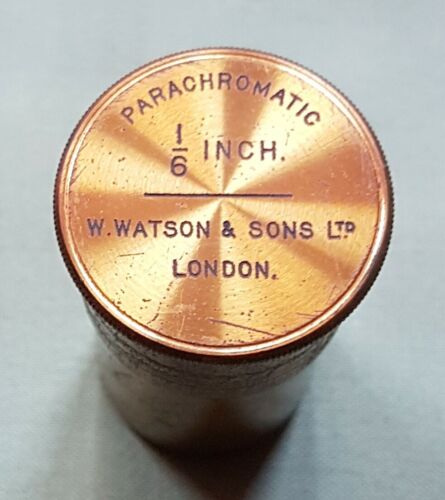 PARACHROMATIC
1/6 INCH.
W. WATSON & SONS LTD
LONDON.